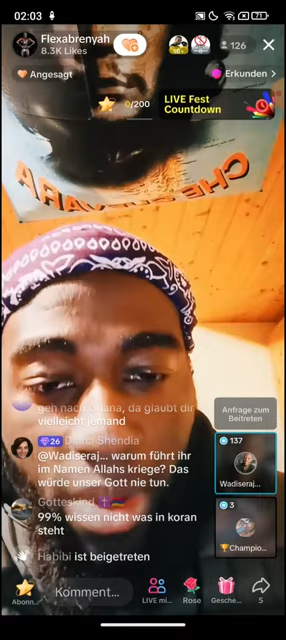 02:03
71
Flexabrenyah
8.3K Likes
126
Angesagt
Erkunden >
0/200
LIVE Fest
Countdown
CHE GUEVARA
geh nach Ghana, da glaubt dir
vielleicht jemand
26 Diana Shendia
@Wadiseraj... warum führt ihr
im Namen Allahs kriege? Das
würde unser Gott nie tun.
Gotteskind
99% wissen nicht was in koran
steht
Habibi ist beigetreten
Anfrage zum
Beitreten
137
Wadiseraj...
3
Champio...
Abonn...
Komment...
LIVE mi...
Rose
Gesche...
5